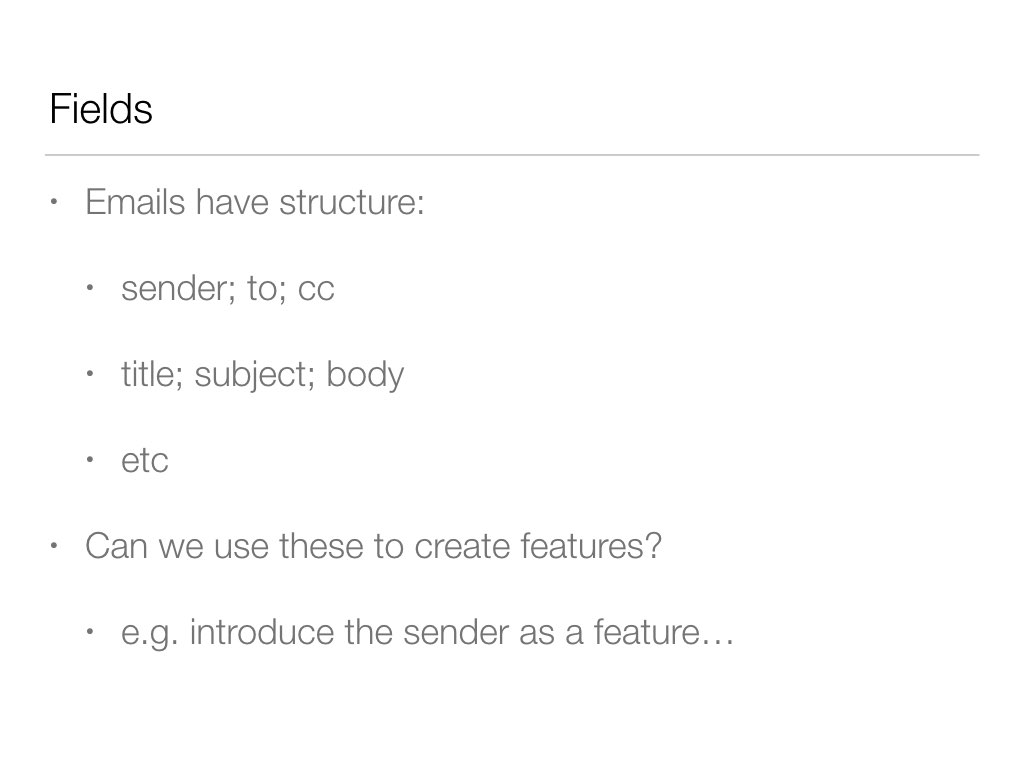 Fields
• Emails have structure:
• sender; to; cc
• title; subject; body
• etc
• Can we use these to create features?
• e.g. introduce the sender as a feature…